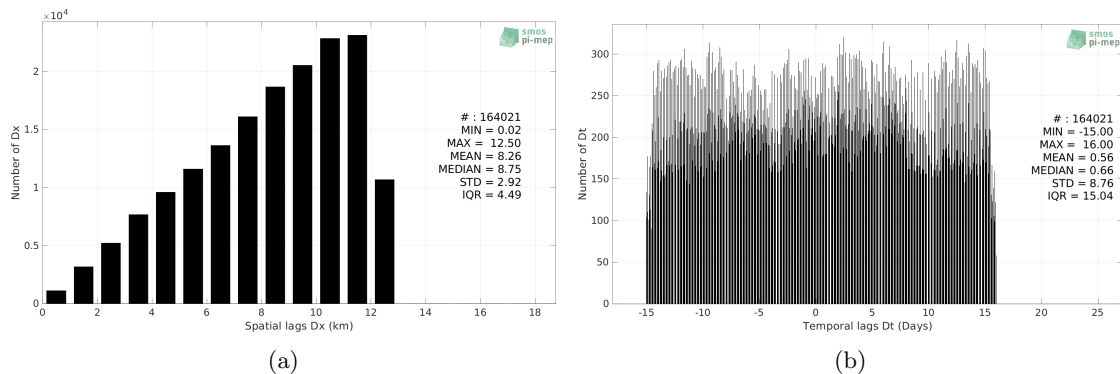 ×10⁴
2
1.5
1
0.5
0
0 2 4 6 8 10 12 14 16 18
Number of Dx
Spatial lags Dx (km)
smos
pi-mep
# : 164021
MIN = 0.02
MAX = 12.50
MEAN = 8.26
MEDIAN = 8.75
STD = 2.92
IQR = 4.49
(a)
300
250
200
150
100
50
0
-15 -10 -5 0 5 10 15 20 25
Number of Dt
Temporal lags Dt (Days)
smos
pi-mep
# : 164021
MIN = -15.00
MAX = 16.00
MEAN = 0.56
MEDIAN = 0.66
STD = 8.76
IQR = 15.04
(b)